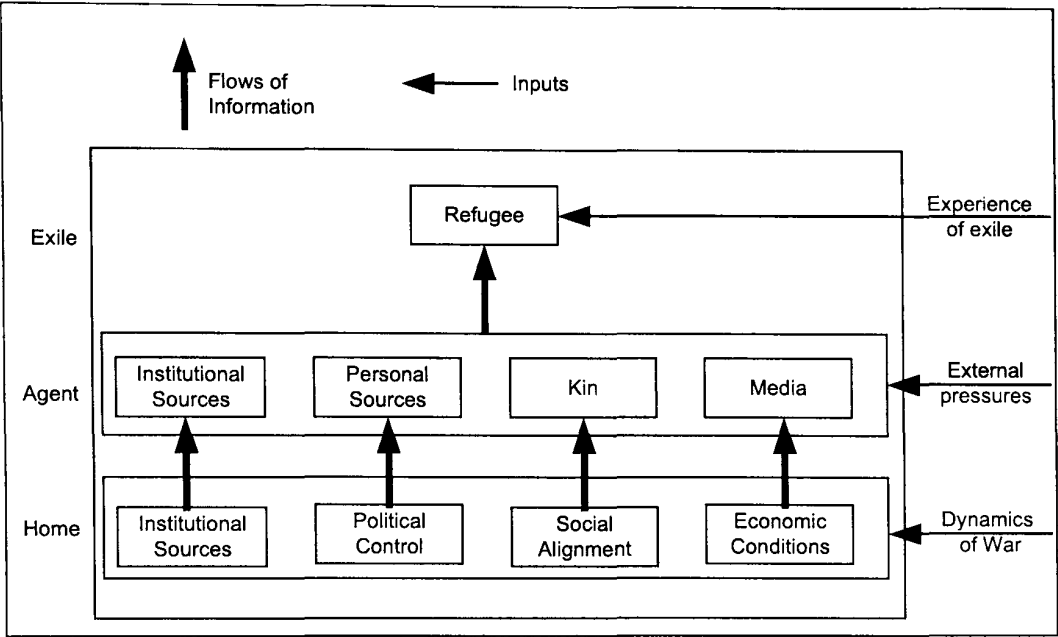 Flows of
Information
Inputs
Exile
Refugee
Experience
of exile
Agent
Institutional
Sources
Personal
Sources
Kin
Media
External
pressures
Home
Institutional
Sources
Political
Control
Social
Alignment
Economic
Conditions
Dynamics
of War